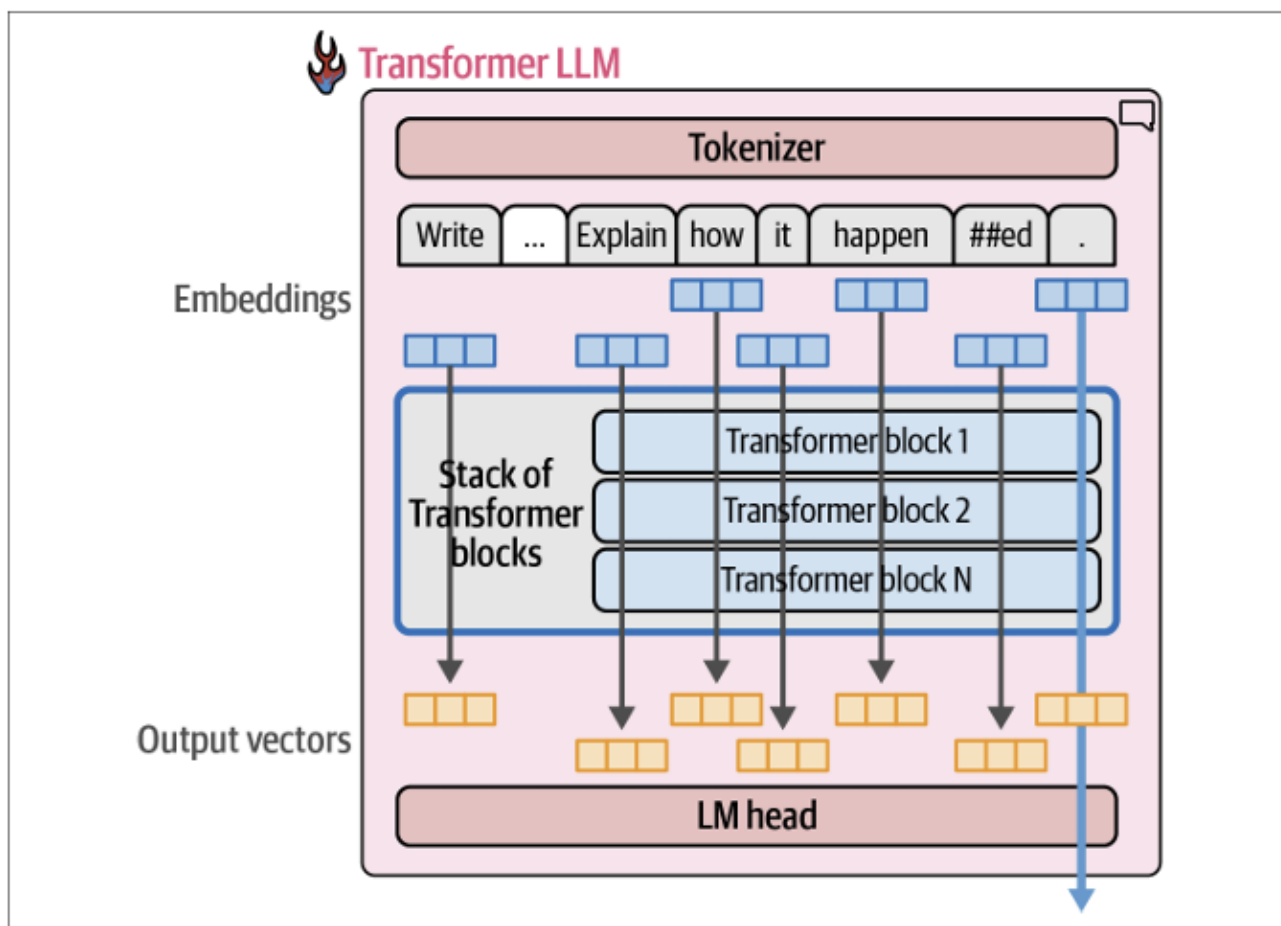 Transformer LLM
Tokenizer
Write ... Explain how it happen ##ed .
Embeddings
Stack of
Transformer
blocks
Transformer block 1
Transformer block 2
Transformer block N
Output vectors
LM head